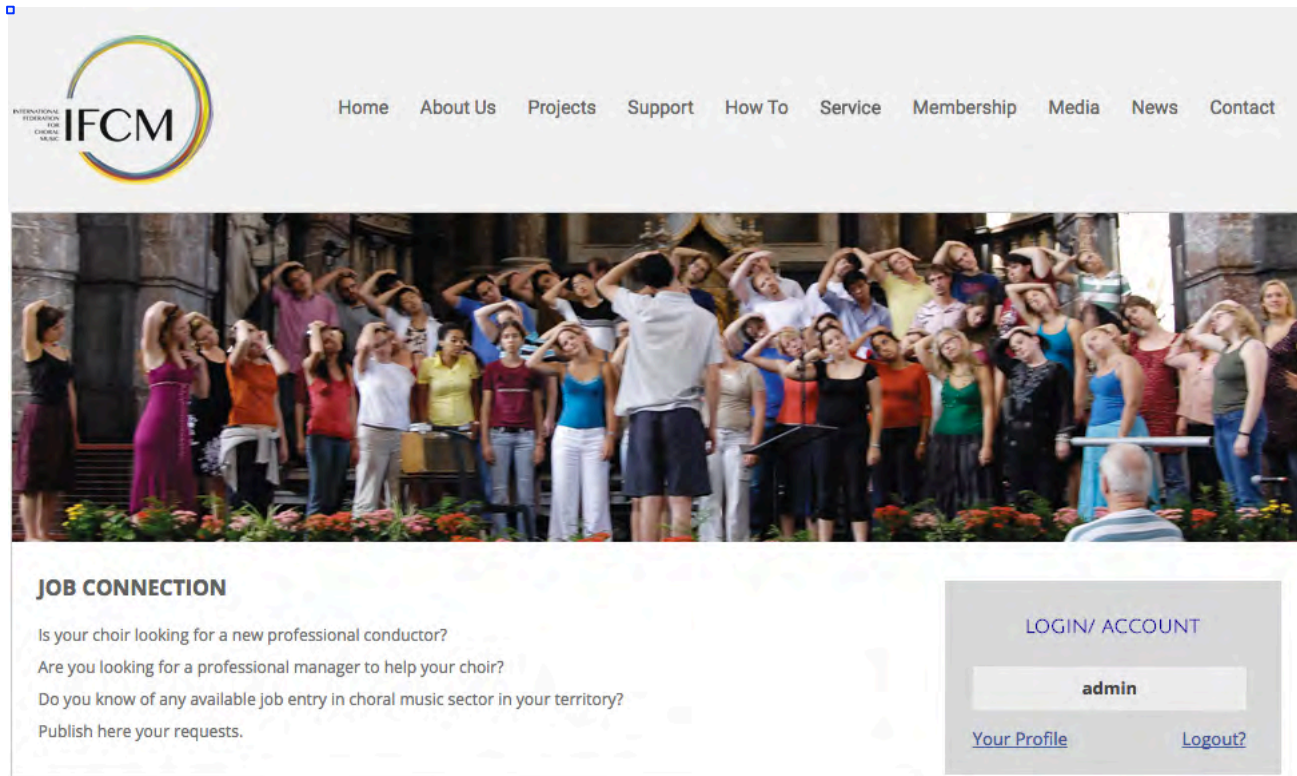 INTERNATIONAL
FEDERATION
FOR
CHORAL
MUSIC
IFCM
Home About Us Projects Support How To Service Membership Media News Contact
JOB CONNECTION
Is your choir looking for a new professional conductor?
Are you looking for a professional manager to help your choir?
Do you know of any available job entry in choral music sector in your territory?
Publish here your requests.
LOGIN/ ACCOUNT
admin
Your Profile Logout?